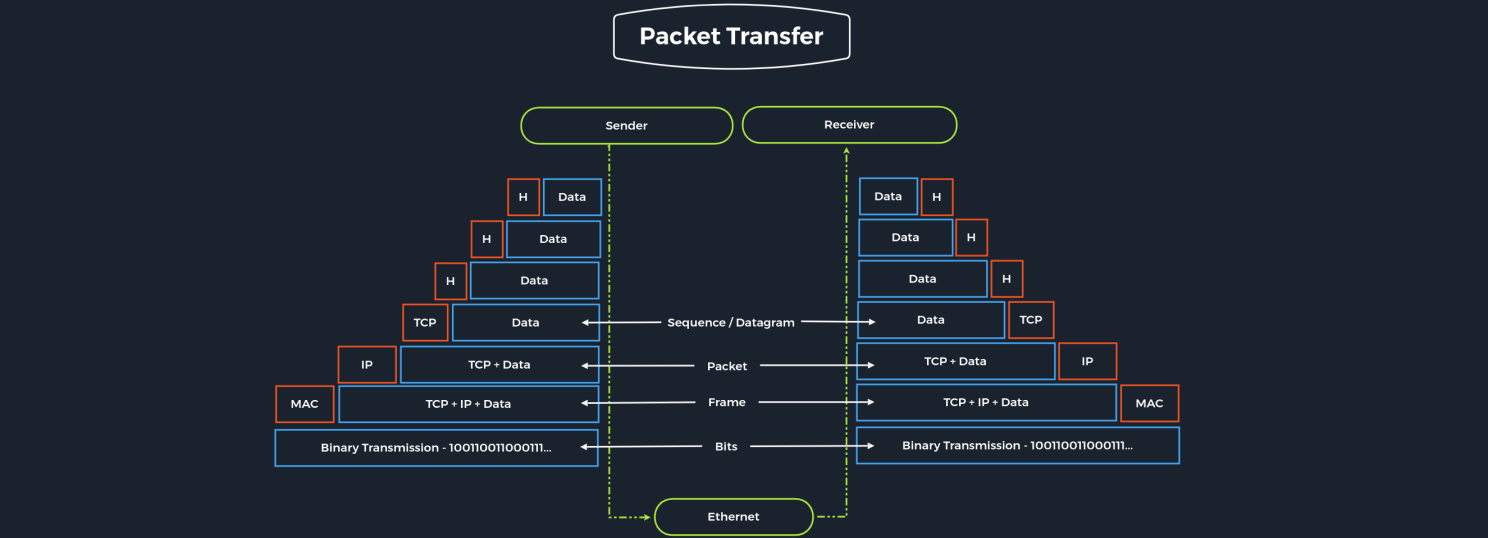 Packet Transfer
Sender
Receiver
H Data
Data H
H Data
Data H
H Data
Data H
TCP Data
Sequence / Datagram
Data TCP
IP TCP + Data
Packet
TCP + Data IP
MAC TCP + IP + Data
Frame
TCP + IP + Data MAC
Binary Transmission - 100110011000111...
Bits
Binary Transmission - 100110011000111...
Ethernet